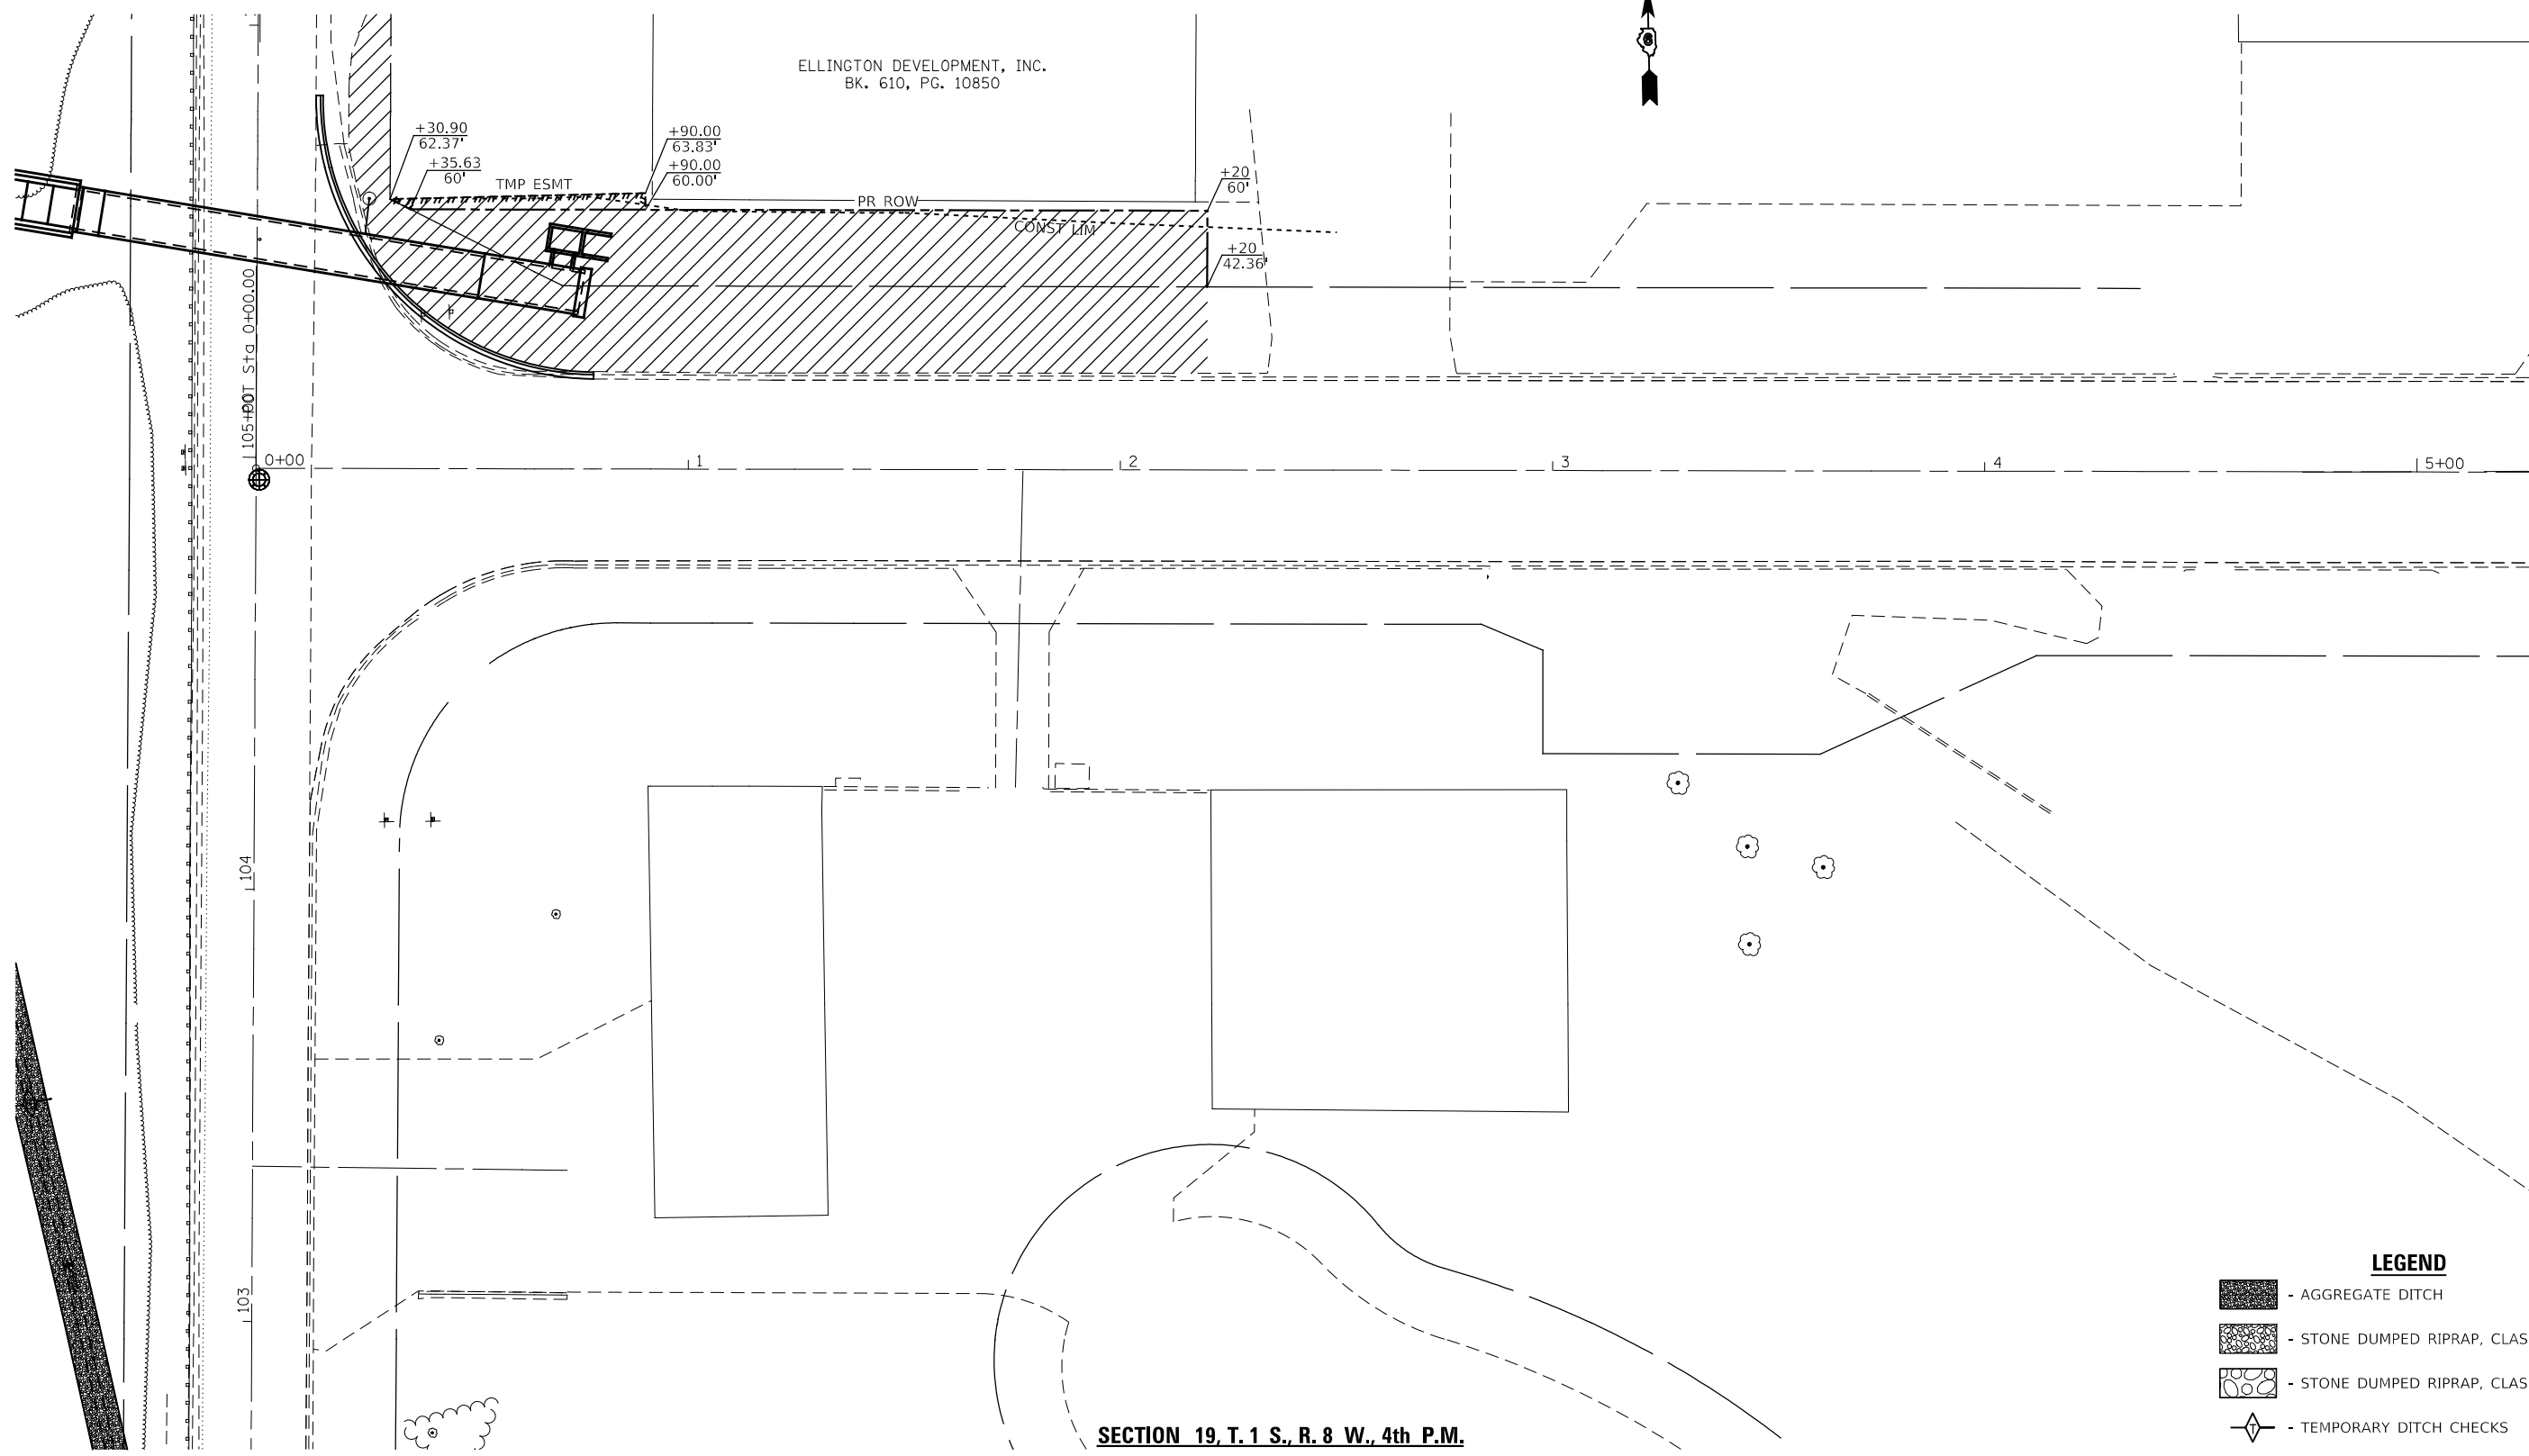 6
ELLINGTON DEVELOPMENT, INC.
BK. 610, PG. 10850
+30.90
62.37'
+35.63
60'
+90.00
63.83'
+90.00
60.00'
TMP ESMT
PR ROW
CONST LIM
+20
60'
+20
42.36'
POT Sta 0+00.00
105+00
0+00
1
2
3
4
5+00
104
103
LEGEND
- AGGREGATE DITCH
- STONE DUMPED RIPRAP, CLAS
- STONE DUMPED RIPRAP, CLAS
T
- TEMPORARY DITCH CHECKS
SECTION 19, T. 1 S., R. 8 W., 4th P.M.